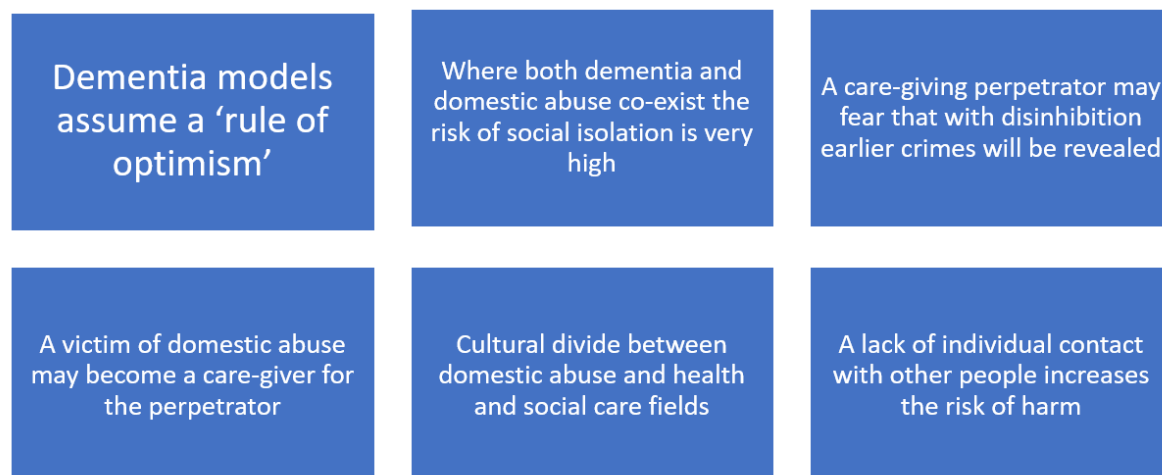 Dementia models
assume a ‘rule of
optimism’
Where both dementia and
domestic abuse co-exist the
risk of social isolation is very
high
A care-giving perpetrator may
fear that with disinhibition
earlier crimes will be revealed
A victim of domestic abuse
may become a care-giver for
the perpetrator
Cultural divide between
domestic abuse and health
and social care fields
A lack of individual contact
with other people increases
the risk of harm